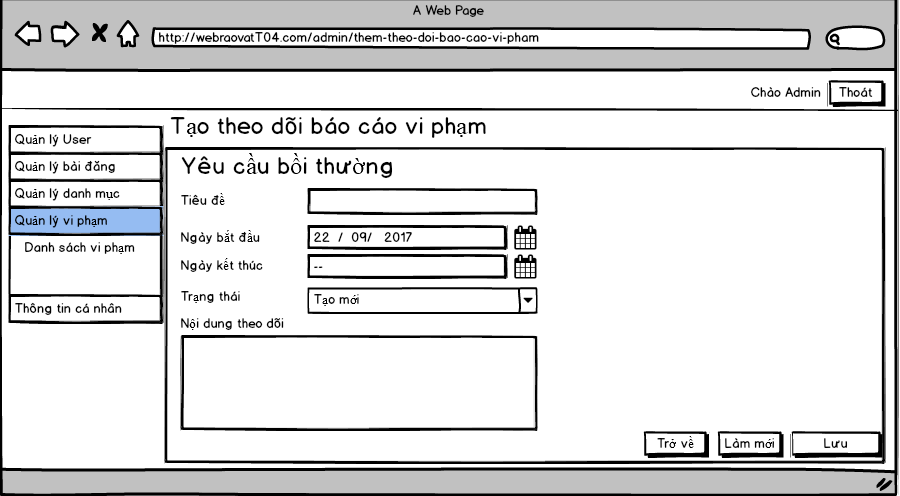 A Web Page
http://webraovatT04.com/admin/them-theo-doi-bao-cao-vi-pham
Chào Admin
Thoát
Quản lý User
Quản lý bài đăng
Quản lý danh mục
Quản lý vi phạm
Danh sách vi phạm
Thông tin cá nhân
Tạo theo dõi báo cáo vi phạm
Yêu cầu bồi thường
Tiêu đề
Ngày bắt đầu
22 / 09/ 2017
Ngày kết thúc
--
Trạng thái
Tạo mới
Nội dung theo dõi
Trở về
Làm mới
Lưu